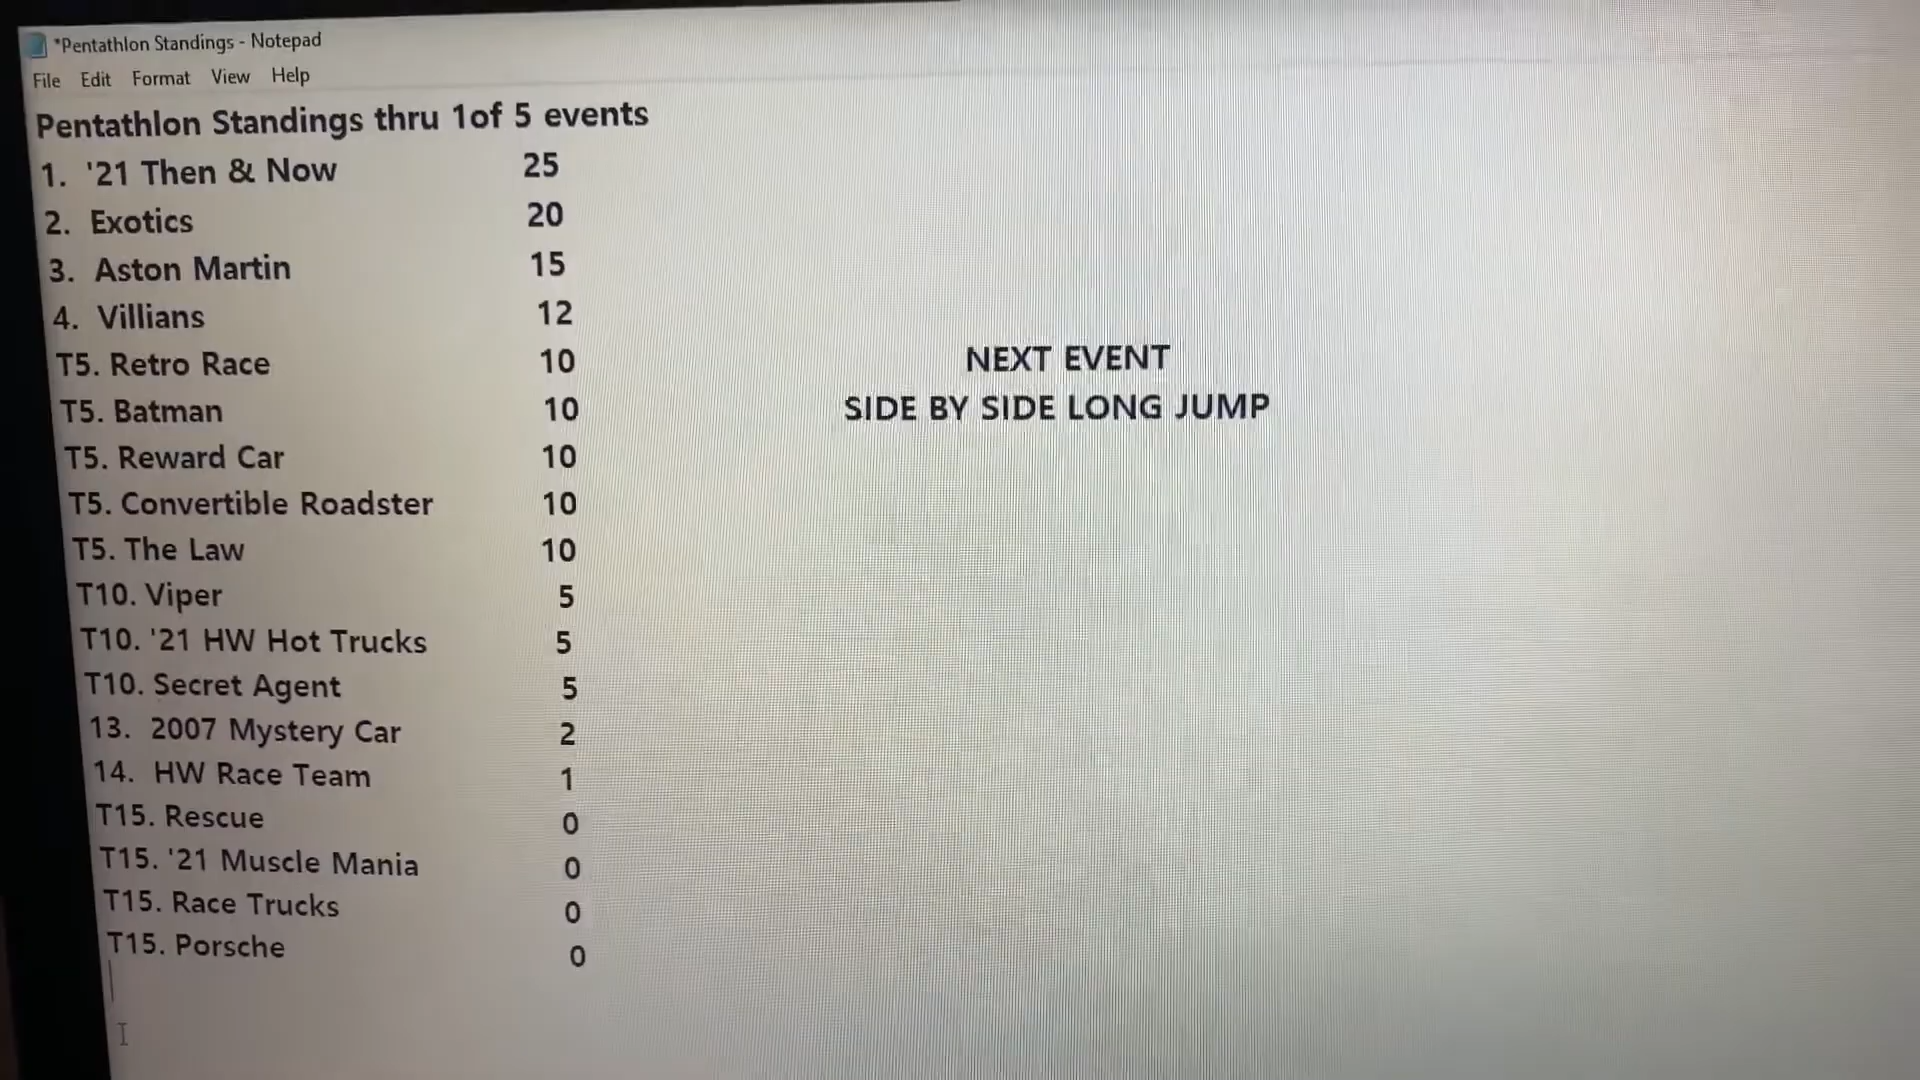 *Pentathlon Standings - Notepad
File Edit Format View Help
Pentathlon Standings thru 1of 5 events
1. '21 Then & Now 25
2. Exotics 20
3. Aston Martin 15
4. Villians 12
T5. Retro Race 10
T5. Batman 10
T5. Reward Car 10
T5. Convertible Roadster 10
T5. The Law 10
T10. Viper 5
T10. '21 HW Hot Trucks 5
T10. Secret Agent 5
13. 2007 Mystery Car 2
14. HW Race Team 1
T15. Rescue 0
T15. '21 Muscle Mania 0
T15. Race Trucks 0
T15. Porsche 0
NEXT EVENT
SIDE BY SIDE LONG JUMP